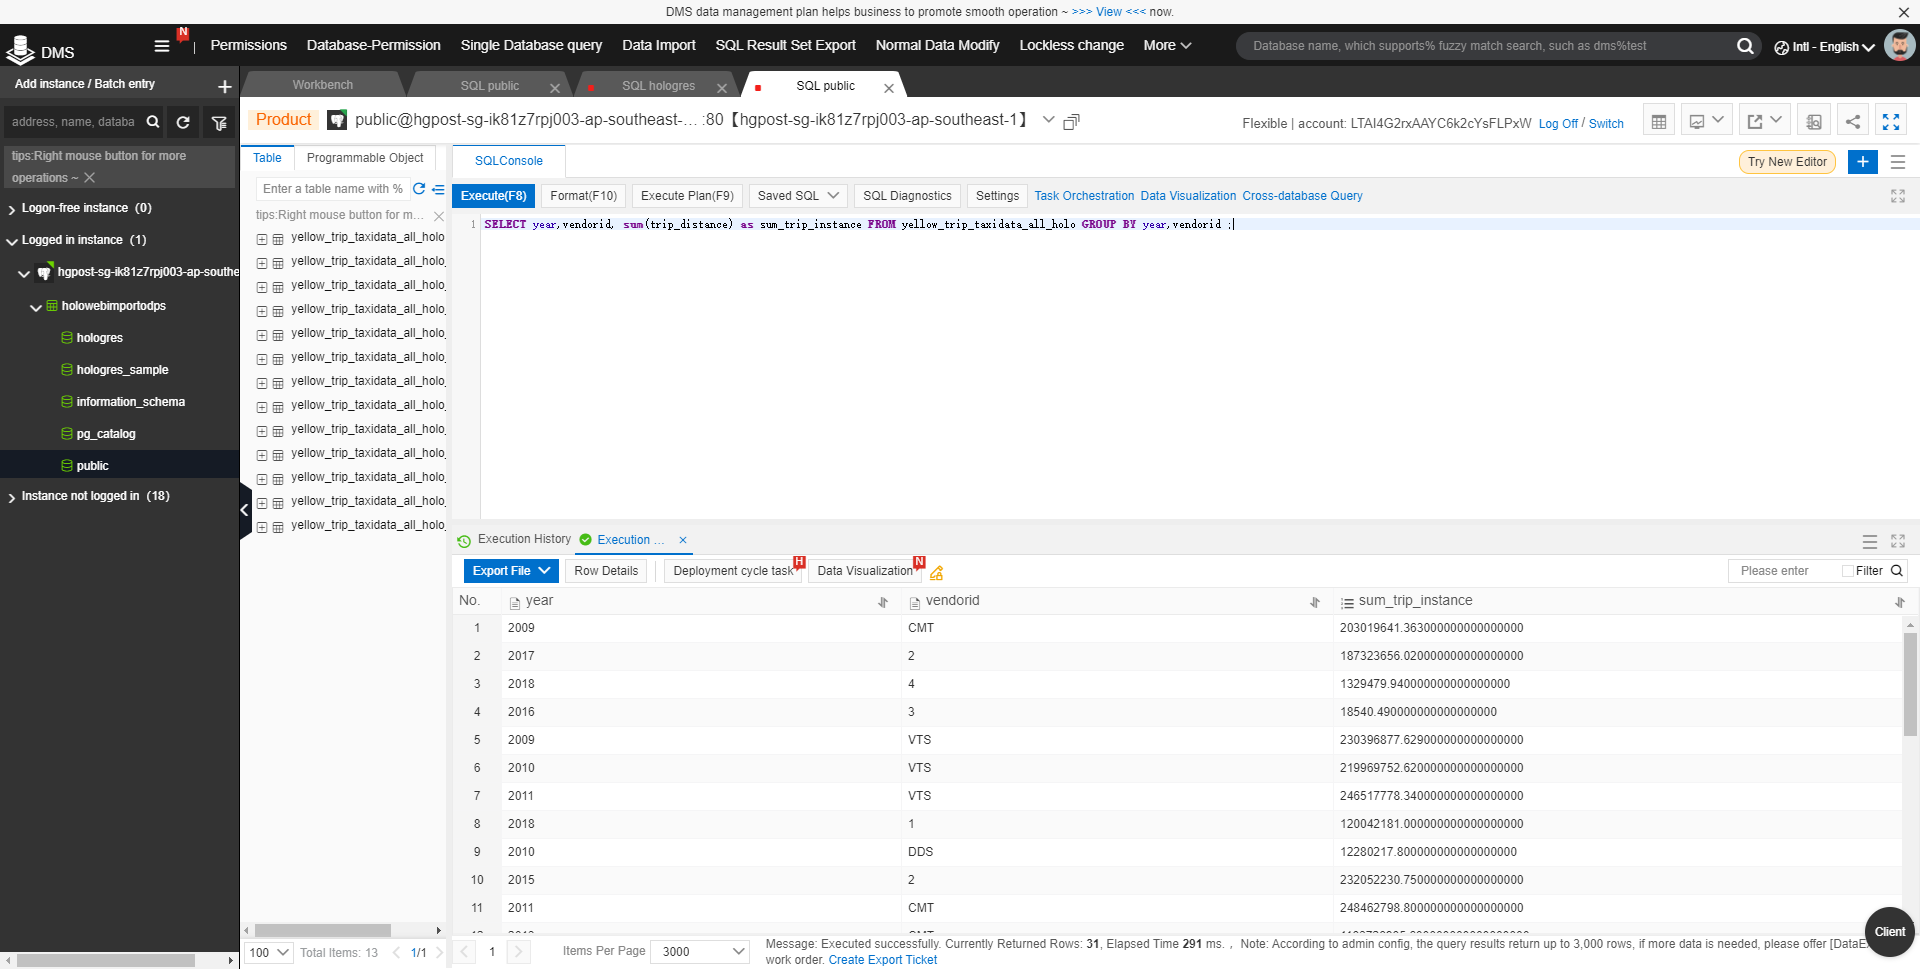 DMS data management plan helps business to promote smooth operation ~ >>> View <<< now.
DMS
N
Permissions
Database-Permission
Single Database query
Data Import
SQL Result Set Export
Normal Data Modify
Lockless change
More
Database name, which supports% fuzzy match search, such as dms%test
Intl - English
Add instance / Batch entry
address, name, databa
tips:Right mouse button for more
operations ~
Logon-free instance (0)
Logged in instance (1)
hgpost-sg-ik81z7rpj003-ap-southe
holowebimportodps
hologres
hologres_sample
information_schema
pg_catalog
public
Instance not logged in (18)
Workbench
SQL public
SQL hologres
SQL public
Product
public@hgpost-sg-ik81z7rpj003-ap-southeast-... :80【hgpost-sg-ik81z7rpj003-ap-southeast-1】
Flexible | account: LTAI4G2rxAAYC6k2cYsFLPxW Log Off / Switch
Table
Programmable Object
Enter a table name with %
tips:Right mouse button for m...
yellow_trip_taxidata_all_holo
yellow_trip_taxidata_all_holo_
yellow_trip_taxidata_all_holo_
yellow_trip_taxidata_all_holo_
yellow_trip_taxidata_all_holo_
yellow_trip_taxidata_all_holo_
yellow_trip_taxidata_all_holo_
yellow_trip_taxidata_all_holo_
yellow_trip_taxidata_all_holo_
yellow_trip_taxidata_all_holo_
yellow_trip_taxidata_all_holo_
yellow_trip_taxidata_all_holo_
yellow_trip_taxidata_all_holo_
100
Total Items: 13
1/1
SQLConsole
Try New Editor
Execute(F8)
Format(F10)
Execute Plan(F9)
Saved SQL
SQL Diagnostics
Settings
Task Orchestration
Data Visualization
Cross-database Query
1 SELECT year,vendorid, sum(trip_distance) as sum_trip_instance FROM yellow_trip_taxidata_all_holo GROUP BY year,vendorid ;
Execution History
Execution ...
Export File
Row Details
Deployment cycle task
H
Data Visualization
N
Please enter
Filter
No. year vendorid sum_trip_instance
1 2009 CMT 203019641.363000000000000000
2 2017 2 187323656.020000000000000000
3 2018 4 1329479.940000000000000000
4 2016 3 18540.490000000000000000
5 2009 VTS 230396877.629000000000000000
6 2010 VTS 219969752.620000000000000000
7 2011 VTS 246517778.340000000000000000
8 2018 1 120042181.000000000000000000
9 2010 DDS 12280217.800000000000000000
10 2015 2 232052230.750000000000000000
11 2011 CMT 248462798.800000000000000000
1
Items Per Page
3000
Message: Executed successfully. Currently Returned Rows: 31, Elapsed Time 291 ms. , Note: According to admin config, the query results return up to 3,000 rows, if more data is needed, please offer [DataE
work order. Create Export Ticket
Client